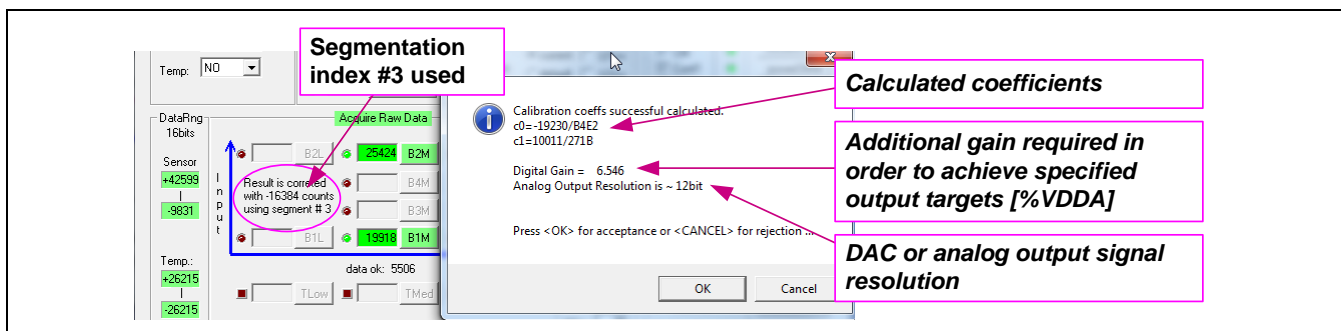 Segmentation
index #3 used
Temp: NO
DataRng
16bits
Acquire Raw Data
Sensor
+42599
-9831
Input
B2L
25424 B2M
Result is correted
with -16384 counts
using segment # 3
B4M
B3M
B1L
19918 B1M
data ok: 5506
Temp.:
+26215
-26215
TLow
TMed
Calibration coeffs successful calculated.
c0=-19230/B4E2
c1=10011/271B
Digital Gain = 6.546
Analog Output Resolution is ~ 12bit
Press <OK> for acceptance or <CANCEL> for rejection ...
OK
Cancel
Calculated coefficients
Additional gain required in
order to achieve specified
output targets [%VDDA]
DAC or analog output signal
resolution